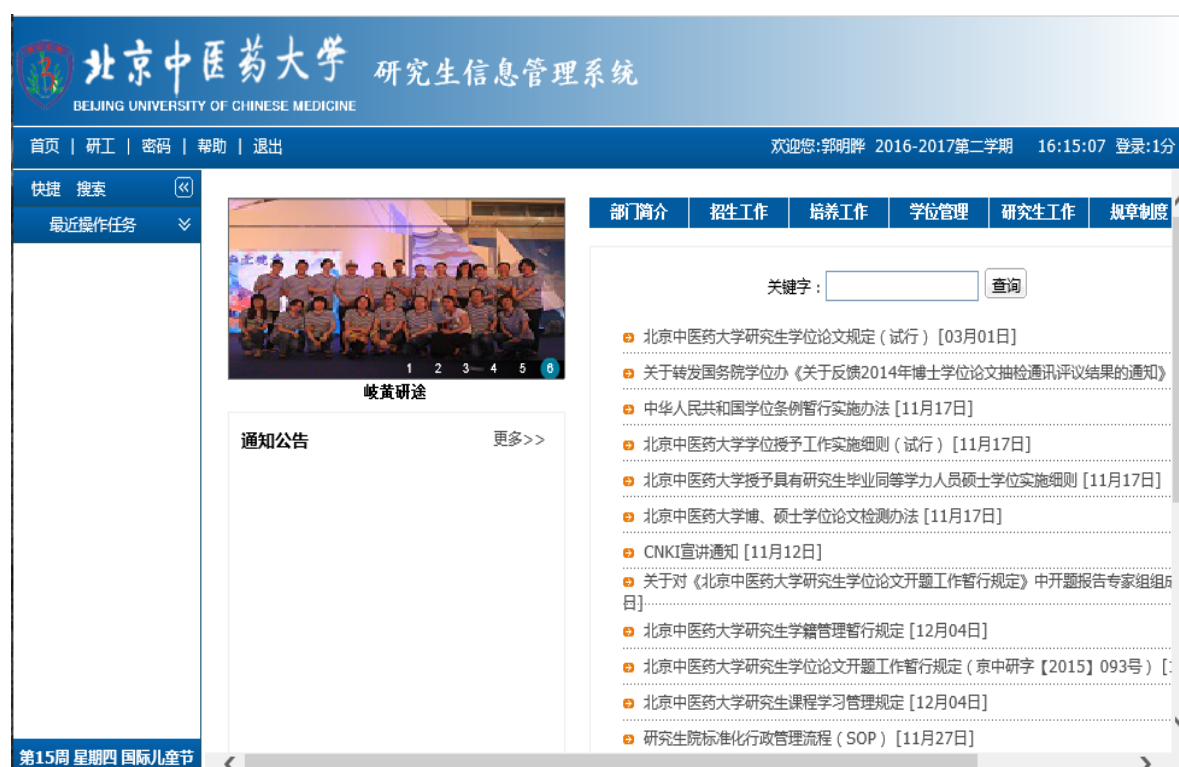 北京中医药大学
研究生信息管理系统
BEIJING UNIVERSITY OF CHINESE MEDICINE
首页 | 研工 | 密码 | 帮助 | 退出
欢迎您:郭明晔 2016-2017第二学期 16:15:07 登录:1分
快捷 搜索
最近操作任务
部门简介 招生工作 培养工作 学位管理 研究生工作 规章制度
1 2 3 4 5 6
岐黄研途
通知公告 更多>>
关键字： 查询
北京中医药大学研究生学位论文规定（试行） [03月01日]
关于转发国务院学位办《关于反馈2014年博士学位论文抽检通讯评议结果的通知》
中华人民共和国学位条例暂行实施办法 [11月17日]
北京中医药大学学位授予工作实施细则（试行） [11月17日]
北京中医药大学授予具有研究生毕业同等学力人员硕士学位实施细则 [11月17日]
北京中医药大学博、硕士学位论文检测办法 [11月17日]
CNKI宣讲通知 [11月12日]
关于对《北京中医药大学研究生学位论文开题工作暂行规定》中开题报告专家组组成
日]
北京中医药大学研究生学籍管理暂行规定 [12月04日]
北京中医药大学研究生学位论文开题工作暂行规定（京中研字【2015】093号） [
北京中医药大学研究生课程学习管理规定 [12月04日]
研究生院标准化行政管理流程（SOP） [11月27日]
第15周 星期四 国际儿童节